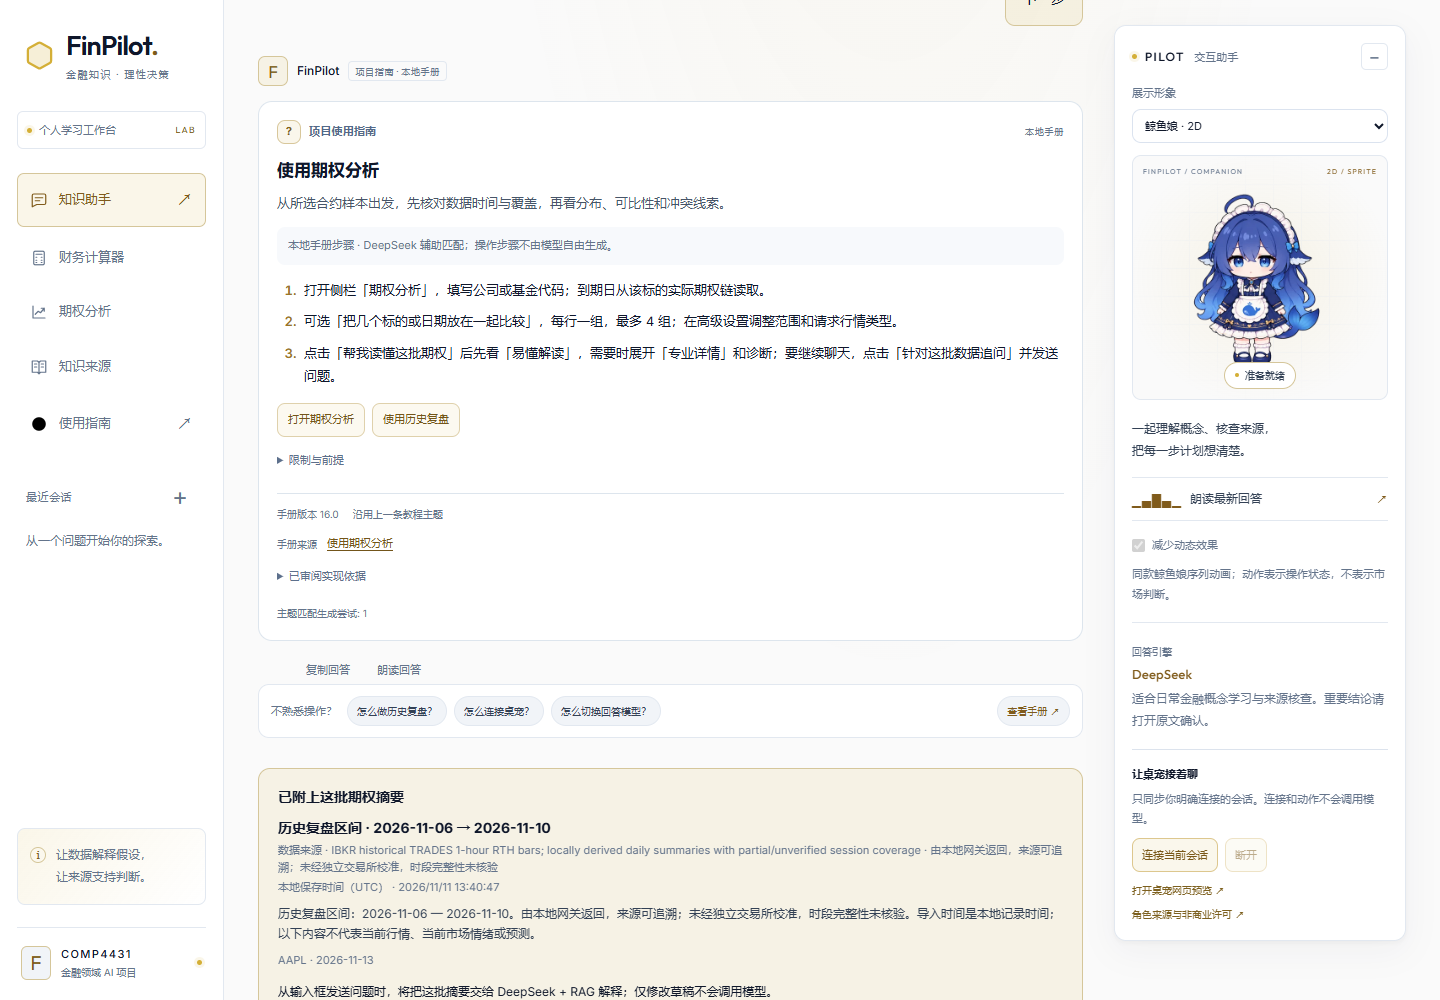 FinPilot.
金融知识 · 理性决策
个人学习工作台 LAB
知识助手
财务计算器
期权分析
知识来源
使用指南
最近会话
从一个问题开始你的探索。
让数据解释假设，
让来源支持判断。
F
COMP4431
金融领域 AI 项目
F FinPilot 项目指南 · 本地手册
? 项目使用指南 本地手册
使用期权分析
从所选合约样本出发，先核对数据时间与覆盖，再看分布、可比性和冲突线索。
本地手册步骤 · DeepSeek 辅助匹配；操作步骤不由模型自由生成。
1. 打开侧栏「期权分析」，填写公司或基金代码；到期日从该标的实际期权链读取。
2. 可选「把几个标的或日期放在一起比较」，每行一组，最多 4 组；在高级设置调整范围和请求行情类型。
3. 点击「帮我读懂这批期权」后先看「易懂解读」，需要时展开「专业详情」和诊断；要继续聊天，点击「针对这批数据追问」并发送
问题。
打开期权分析 使用历史复盘
限制与前提
手册版本 16.0 沿用上一条教程主题
手册来源 使用期权分析
已审阅实现依据
主题匹配生成尝试: 1
复制回答 朗读回答
不熟悉操作？ 怎么做历史复盘？ 怎么连接桌宠？ 怎么切换回答模型？ 查看手册 ↗
已附上这批期权摘要
历史复盘区间 · 2026-11-06 → 2026-11-10
数据来源 · IBKR historical TRADES 1-hour RTH bars; locally derived daily summaries with partial/unverified session coverage · 由本地网关返回，来源可追
溯；未经独立交易所校准，时段完整性未核验
本地保存时间（UTC） · 2026/11/11 13:40:47
历史复盘区间：2026-11-06 — 2026-11-10。由本地网关返回，来源可追溯；未经独立交易所校准，时段完整性未核验。导入时间是本地记录时间；
以下内容不代表当前行情、当前市场情绪或预测。
AAPL · 2026-11-13
从输入框发送问题时，将把这批摘要交给 DeepSeek + RAG 解释；仅修改草稿不会调用模型。
PILOT 交互助手
展示形象
鲸鱼娘 · 2D
FINPILOT / COMPANION 2D / SPRITE
准备就绪
一起理解概念、核查来源，
把每一步计划想清楚。
朗读最新回答 ↗
减少动态效果
同款鲸鱼娘序列动画；动作表示操作状态，不表示市
场判断。
回答引擎
DeepSeek
适合日常金融概念学习与来源核查。重要结论请
打开原文确认。
让桌宠接着聊
只同步你明确连接的会话。连接和动作不会调用模
型。
连接当前会话 断开
打开桌宠网页预览 ↗
角色来源与非商业许可 ↗